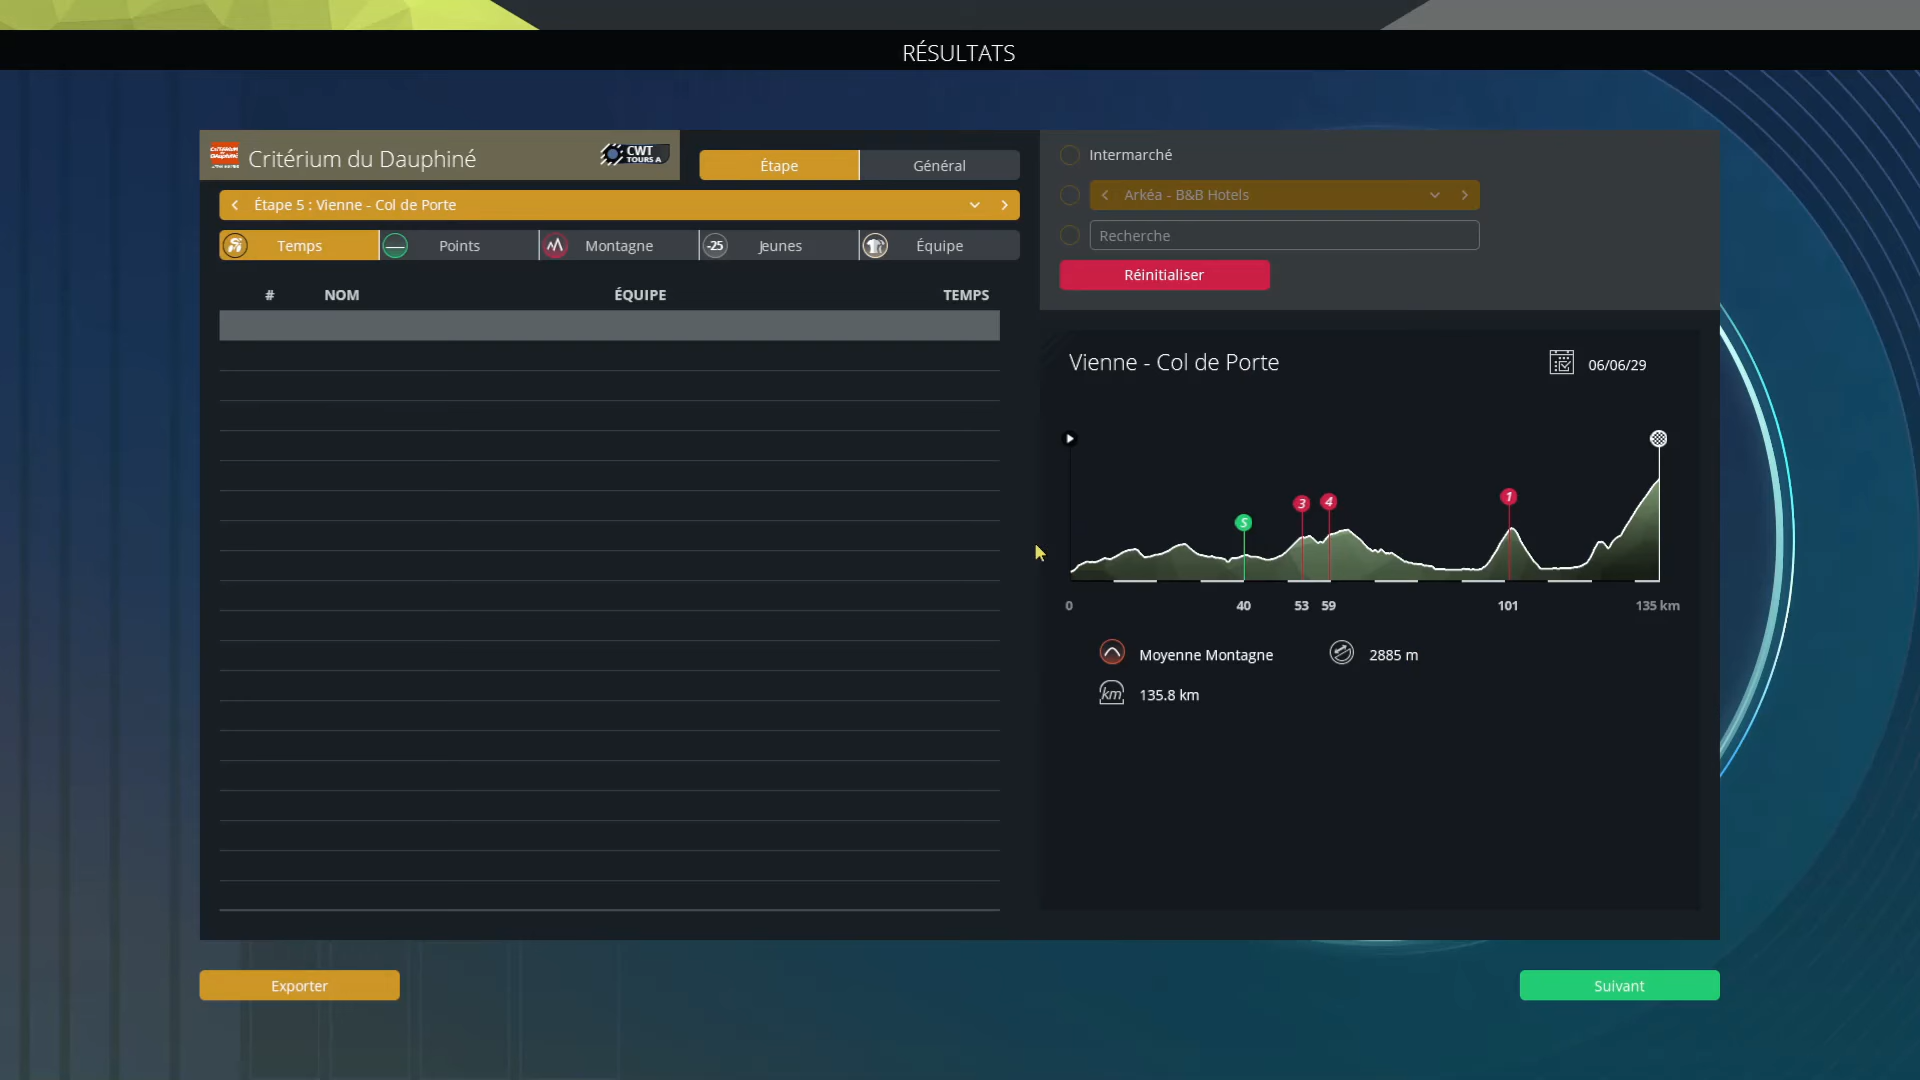 RÉSULTATS
Critérium du Dauphiné
CWT
TOURS A
Étape
Général
Étape 5 : Vienne - Col de Porte
Temps
Points
Montagne
-25
Jeunes
Équipe
# NOM ÉQUIPE TEMPS
Intermarché
Arkéa - B&B Hotels
Recherche
Réinitialiser
Vienne - Col de Porte
06/06/29
S
3
4
1
0 40 53 59 101 135 km
Moyenne Montagne
2885 m
km 135.8 km
Exporter
Suivant